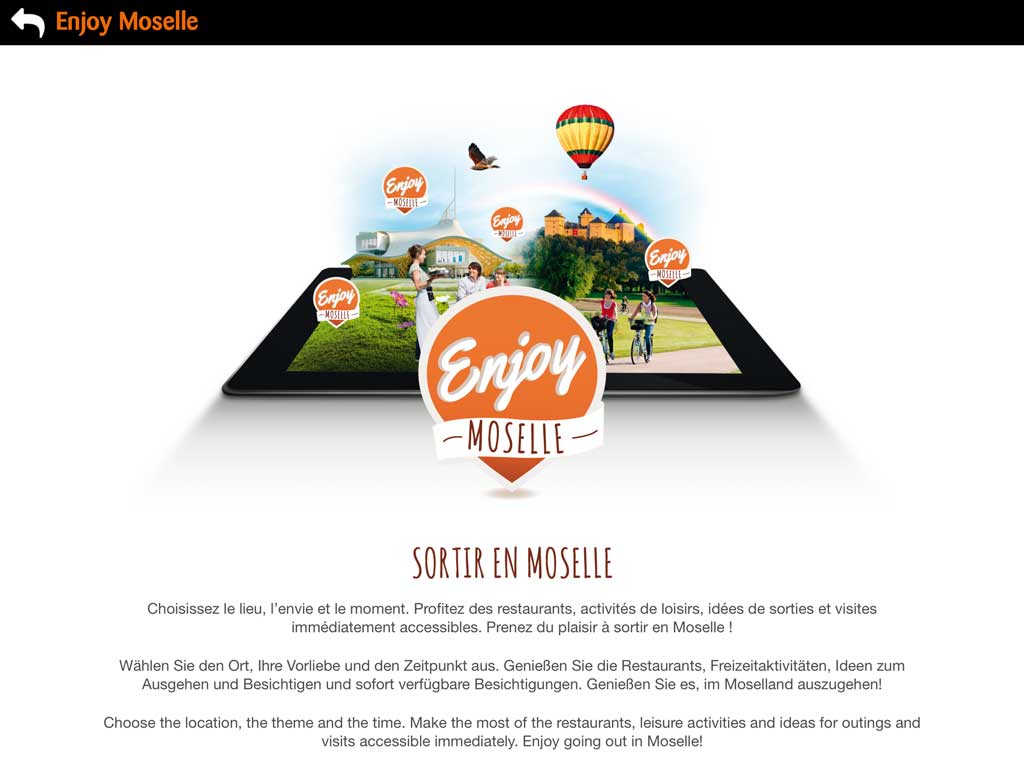 Enjoy Moselle
Enjoy
MOSELLE
Enjoy
MOSELLE
Enjoy
MOSELLE
Enjoy
MOSELLE
Enjoy
MOSELLE
SORTIR EN MOSELLE
Choisissez le lieu, l’envie et le moment. Profitez des restaurants, activités de loisirs, idées de sorties et visites
immédiatement accessibles. Prenez du plaisir à sortir en Moselle !
Wählen Sie den Ort, Ihre Vorliebe und den Zeitpunkt aus. Genießen Sie die Restaurants, Freizeitaktivitäten, Ideen zum
Ausgehen und Besichtigen und sofort verfügbare Besichtigungen. Genießen Sie es, im Moselland auszugehen!
Choose the location, the theme and the time. Make the most of the restaurants, leisure activities and ideas for outings and
visits accessible immediately. Enjoy going out in Moselle!